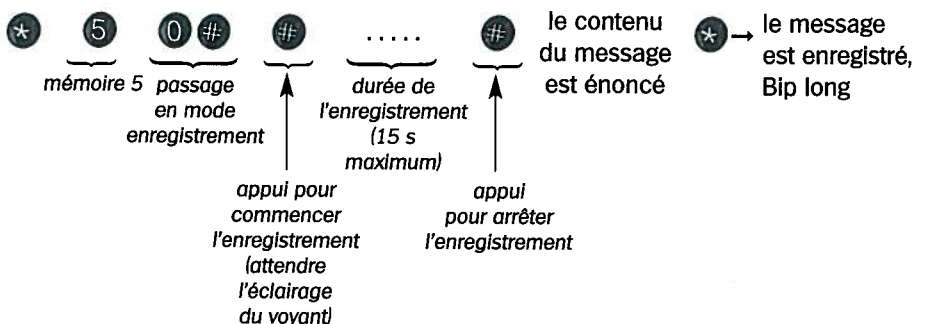 * 5 0 # # ..... # le contenu du message est énoncé * → le message est enregistré, Bip long
mémoire 5
passage
en mode
enregistrement
durée de
l'enregistrement
(15 s
maximum)
appui pour
commencer
l'enregistrement
(attendre
l'éclairage
du voyant)
appui
pour arrêter
l'enregistrement